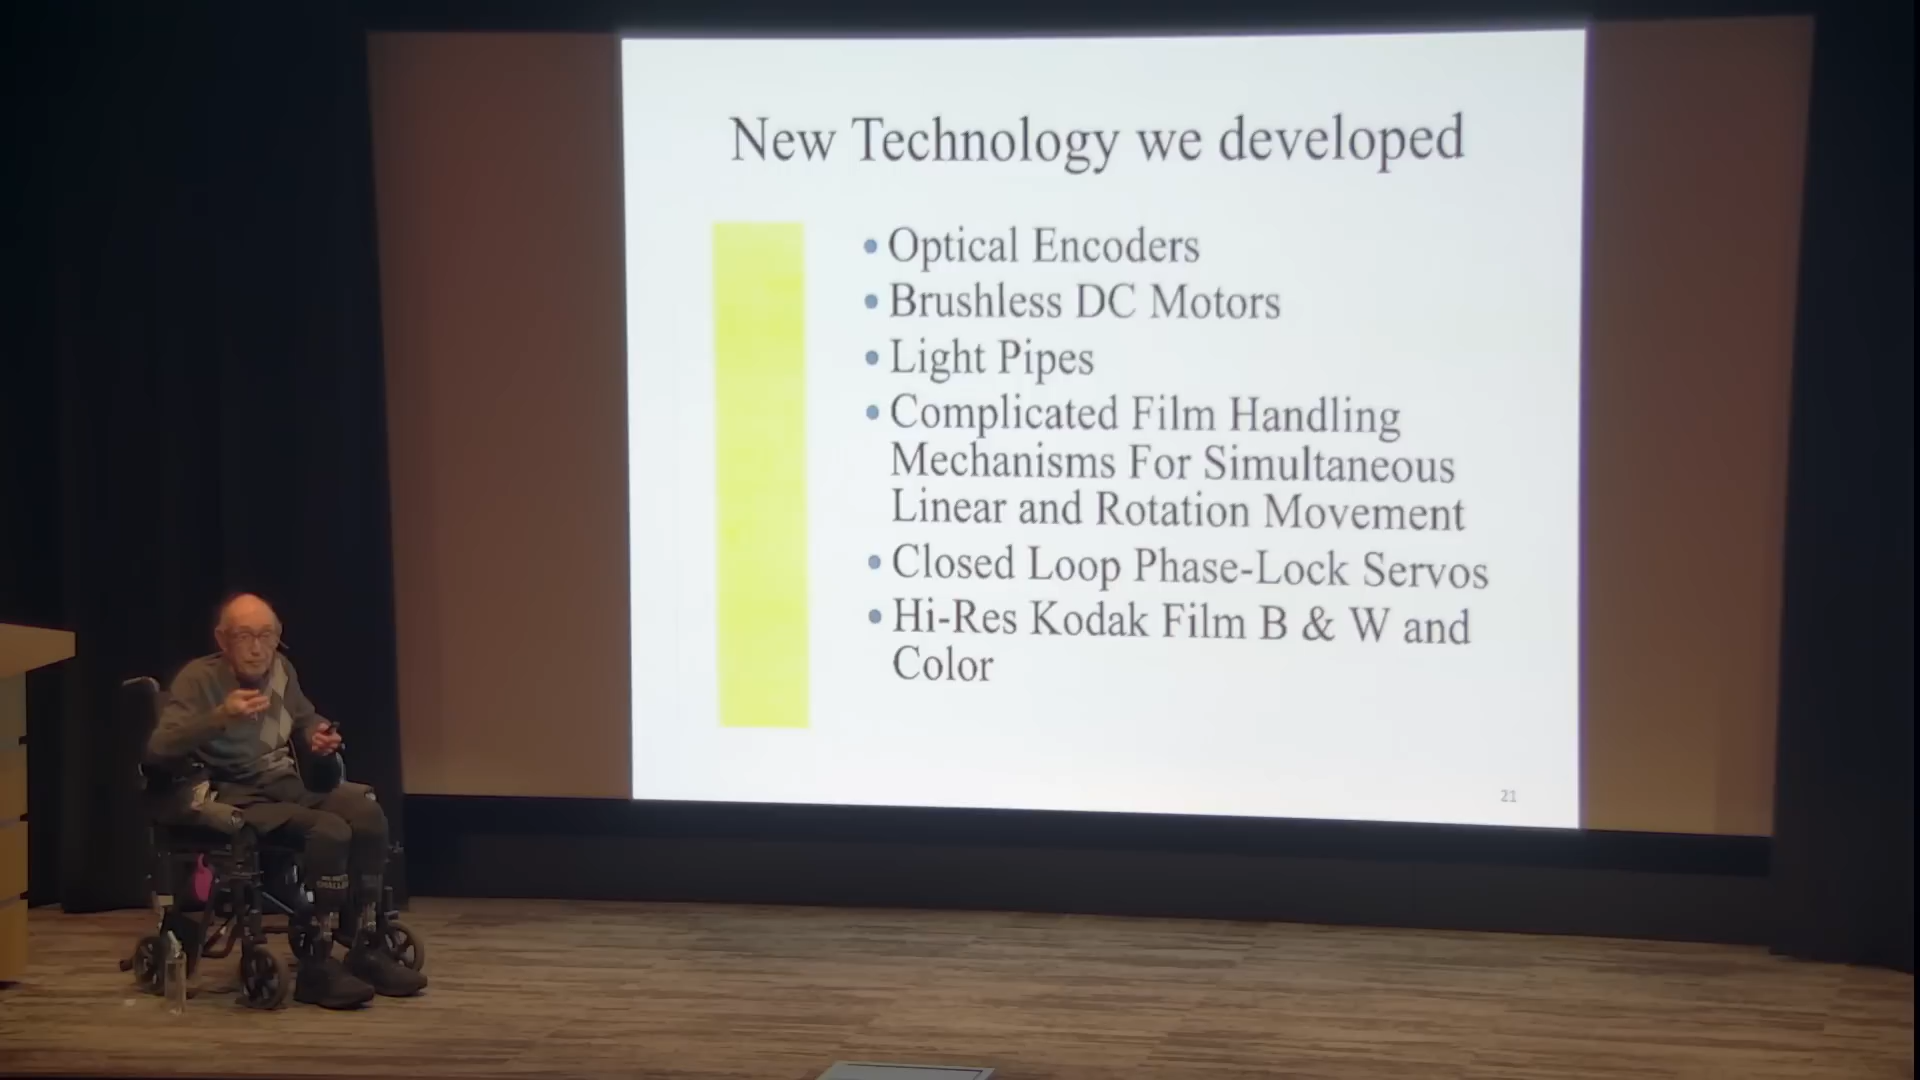 New Technology we developed
• Optical Encoders
• Brushless DC Motors
• Light Pipes
• Complicated Film Handling
Mechanisms For Simultaneous
Linear and Rotation Movement
• Closed Loop Phase-Lock Servos
• Hi-Res Kodak Film B & W and
Color
21